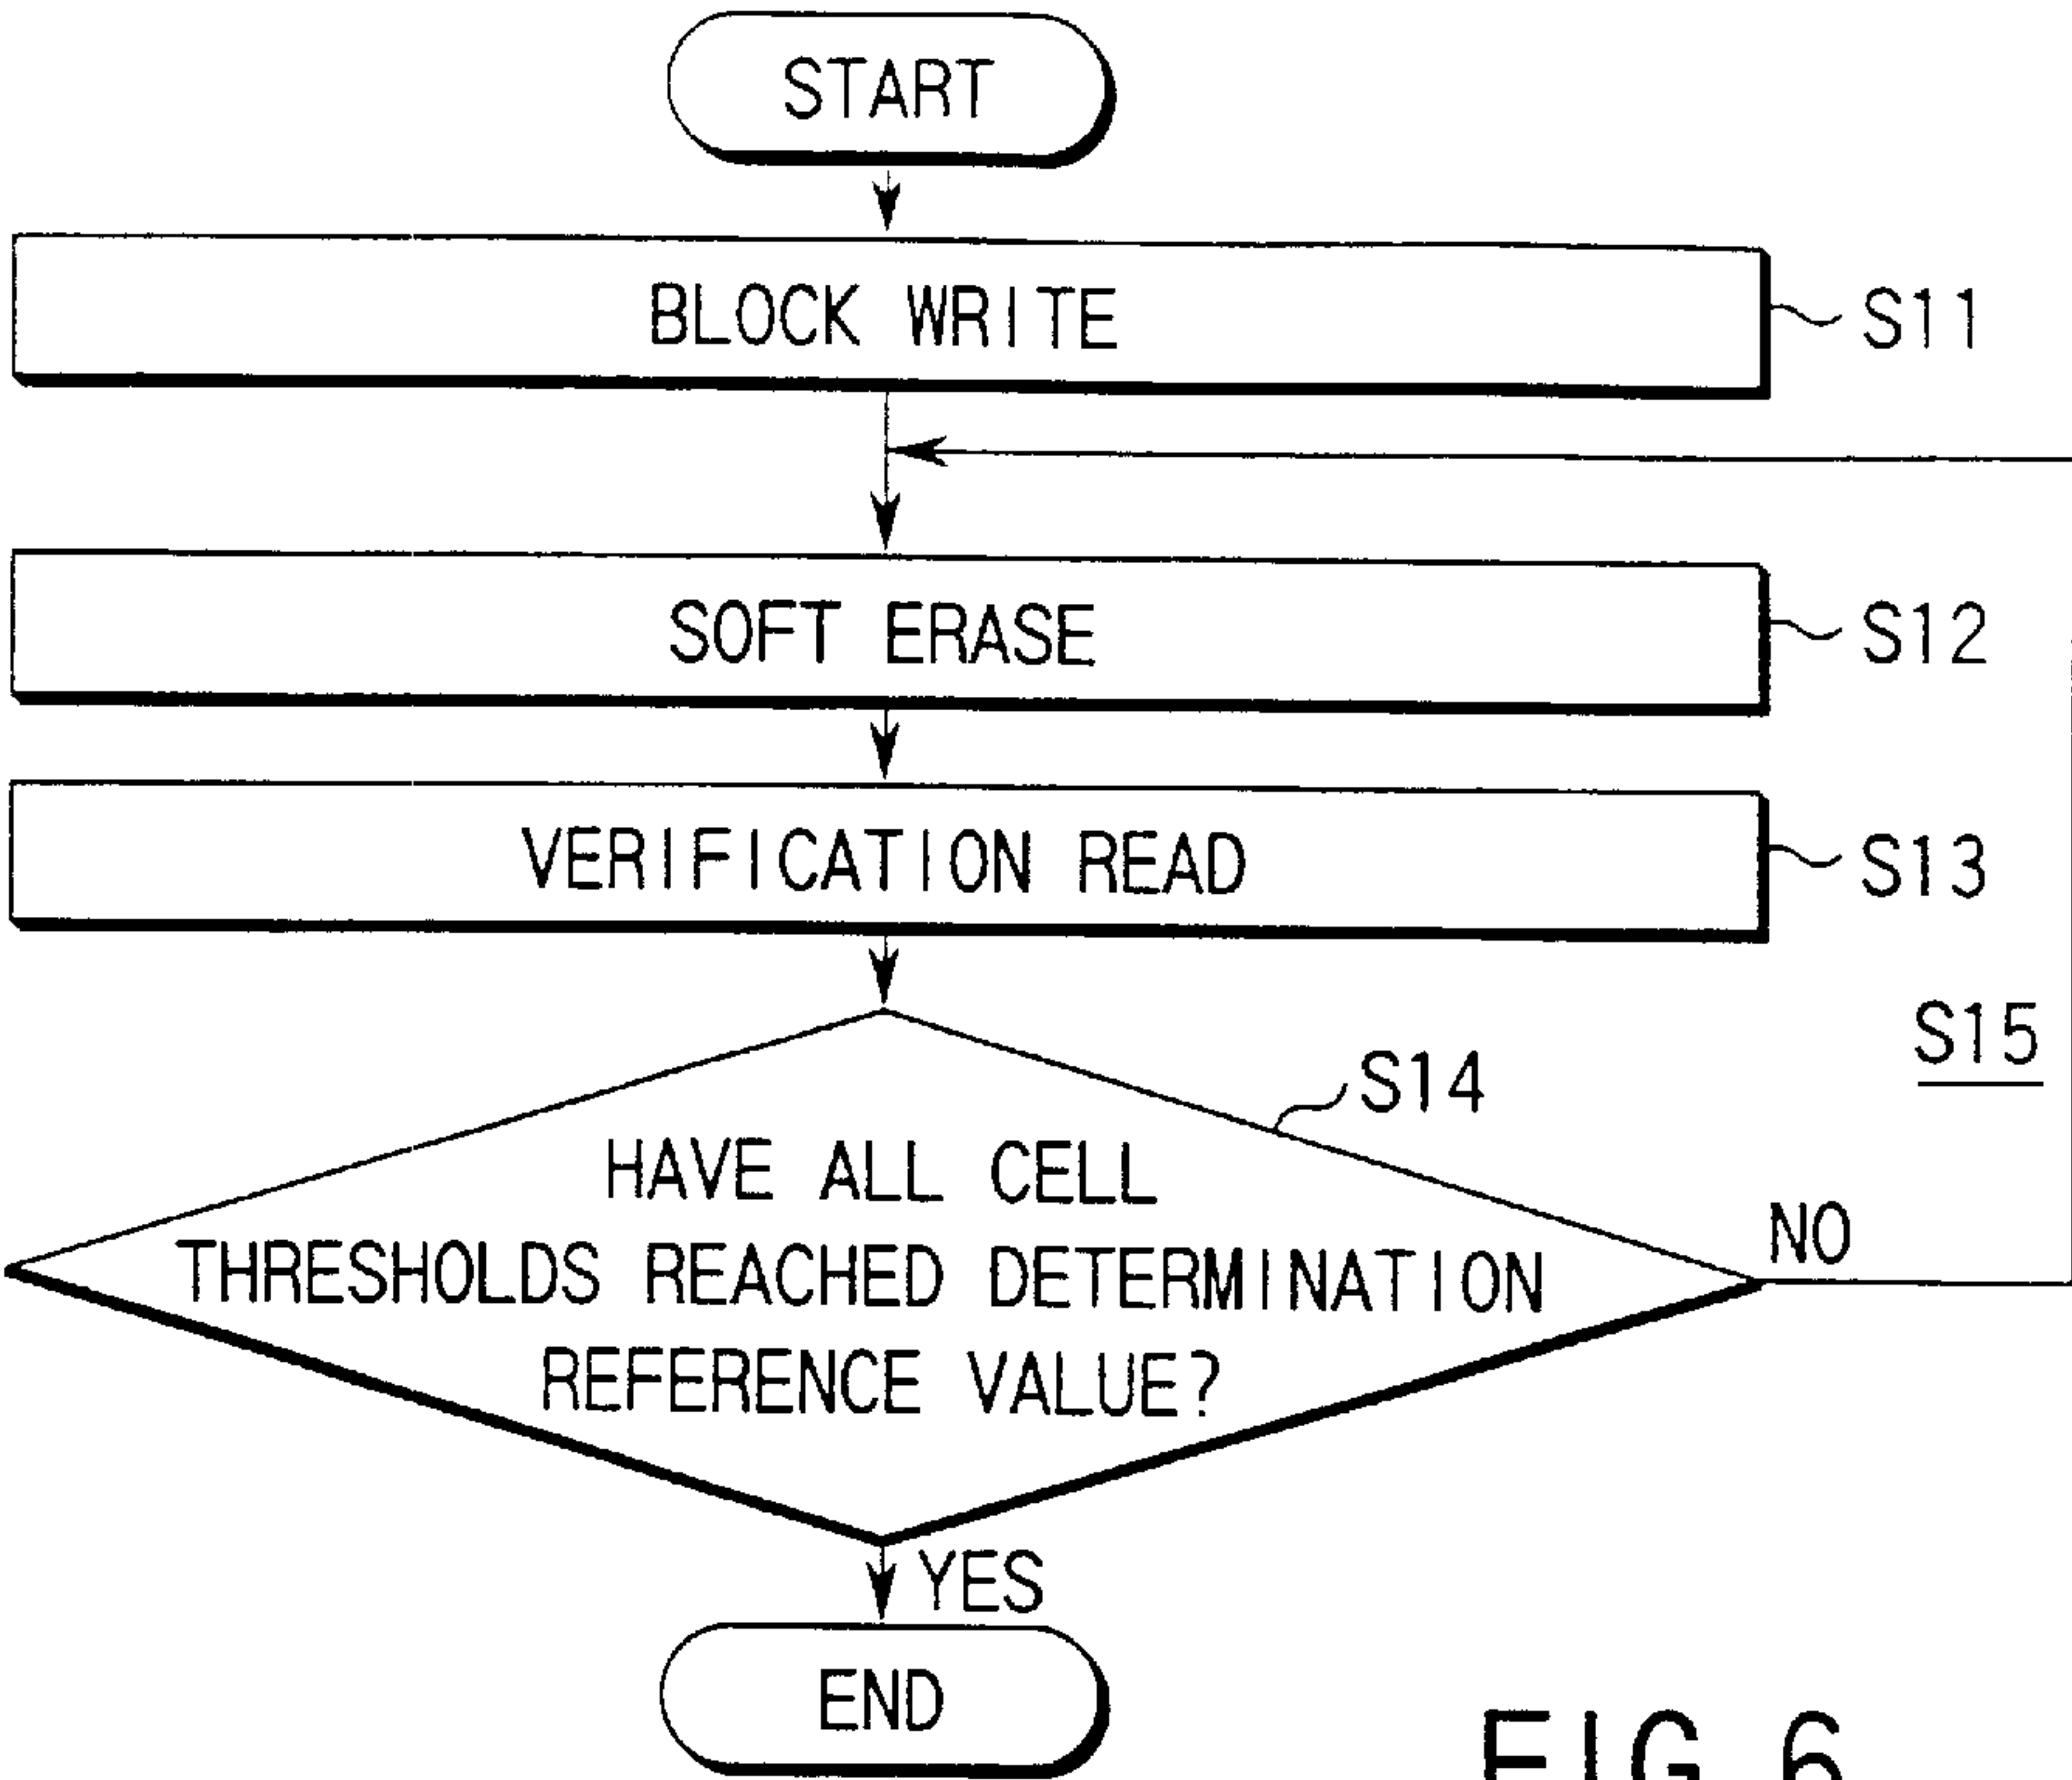 START
BLOCK WRITE
S11
SOFT ERASE
S12
VERIFICATION READ
S13
S15
S14
HAVE ALL CELL
THRESHOLDS REACHED DETERMINATION
REFERENCE VALUE?
NO
YES
END
FIG.6